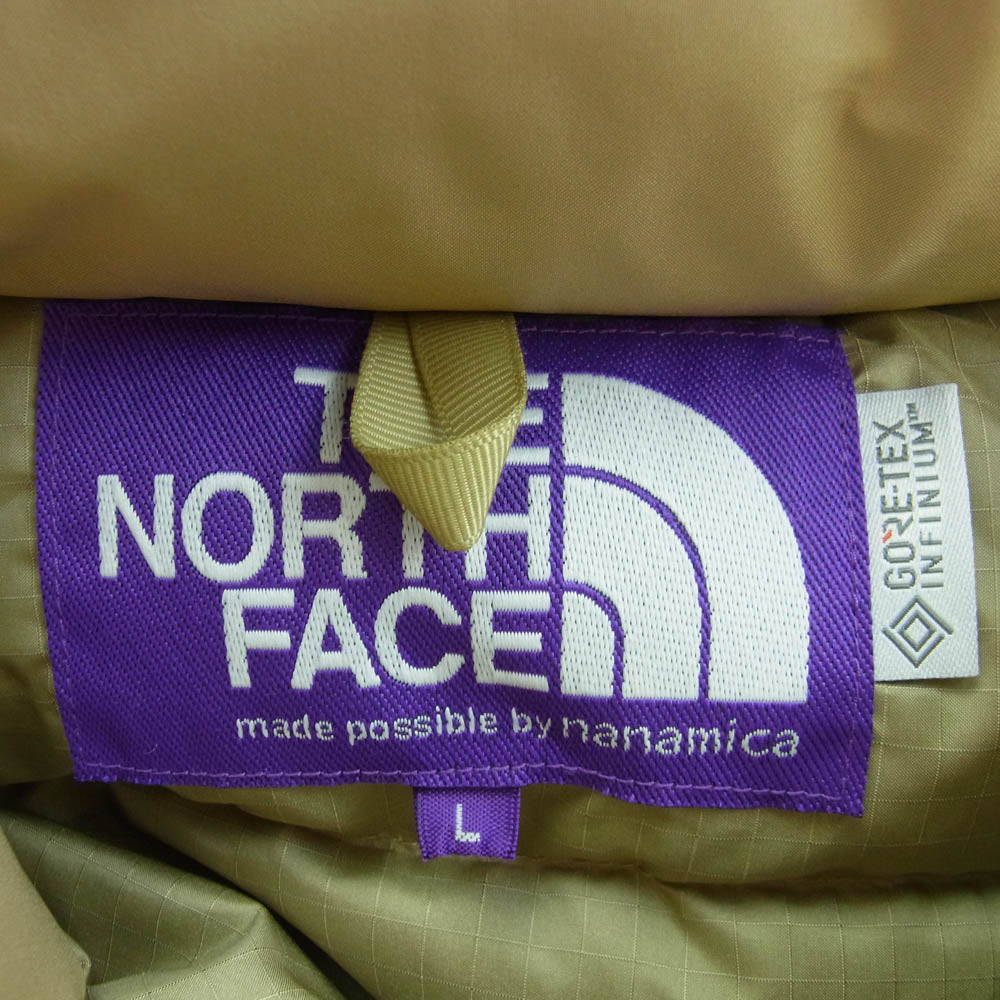 THE
NORTH
FACE
made possible by nanamica
L
GORE-TEX
INFINIUM™